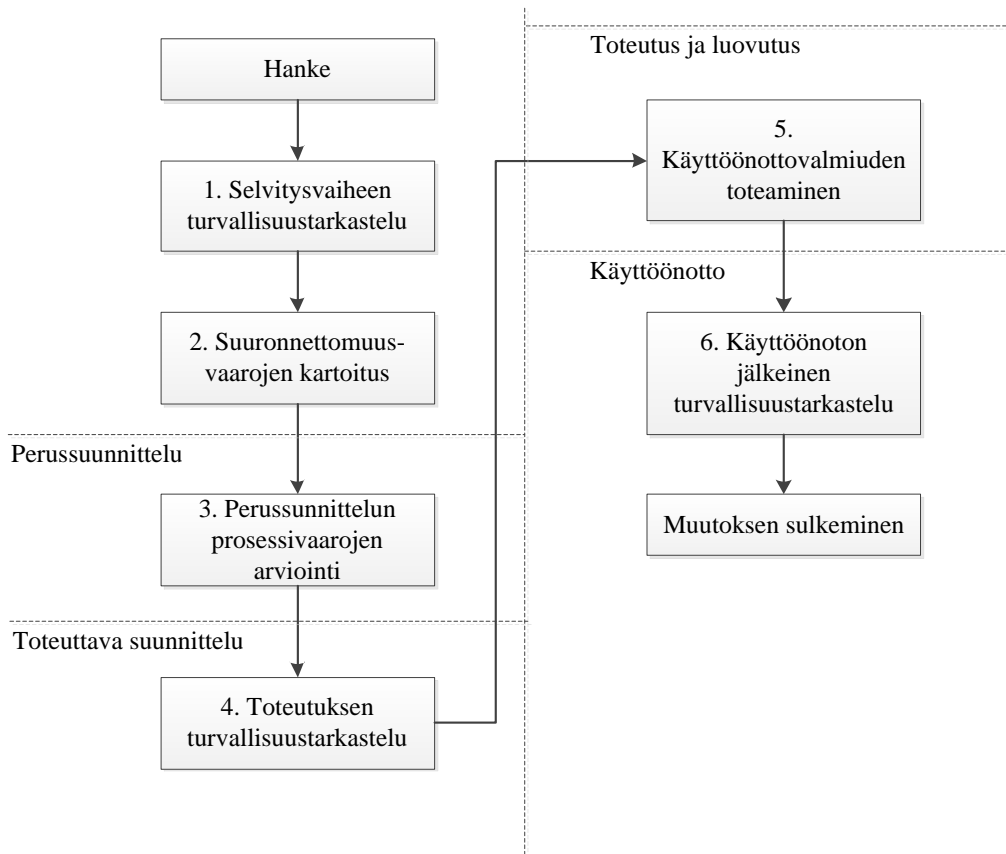 Hanke
1. Selvitysvaiheen
turvallisuustarkastelu
2. Suuronnettomuus-
vaarojen kartoitus
Perussuunnittelu
3. Perussunnittelun
prosessivaarojen
arviointi
Toteuttava suunnittelu
4. Toteutuksen
turvallisuustarkastelu
Toteutus ja luovutus
5.
Käyttöönottovalmiuden
toteaminen
Käyttöönotto
6. Käyttöönoton
jälkeinen
turvallisuustarkastelu
Muutoksen sulkeminen